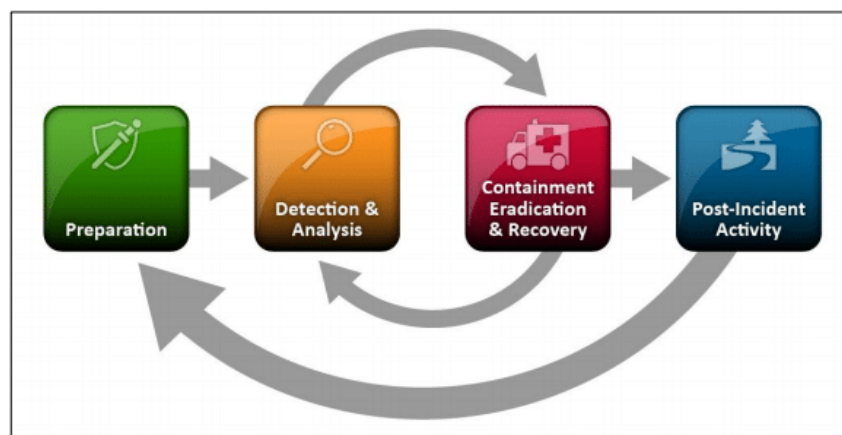 Preparation
Detection &
Analysis
Containment
Eradication
& Recovery
Post-Incident
Activity